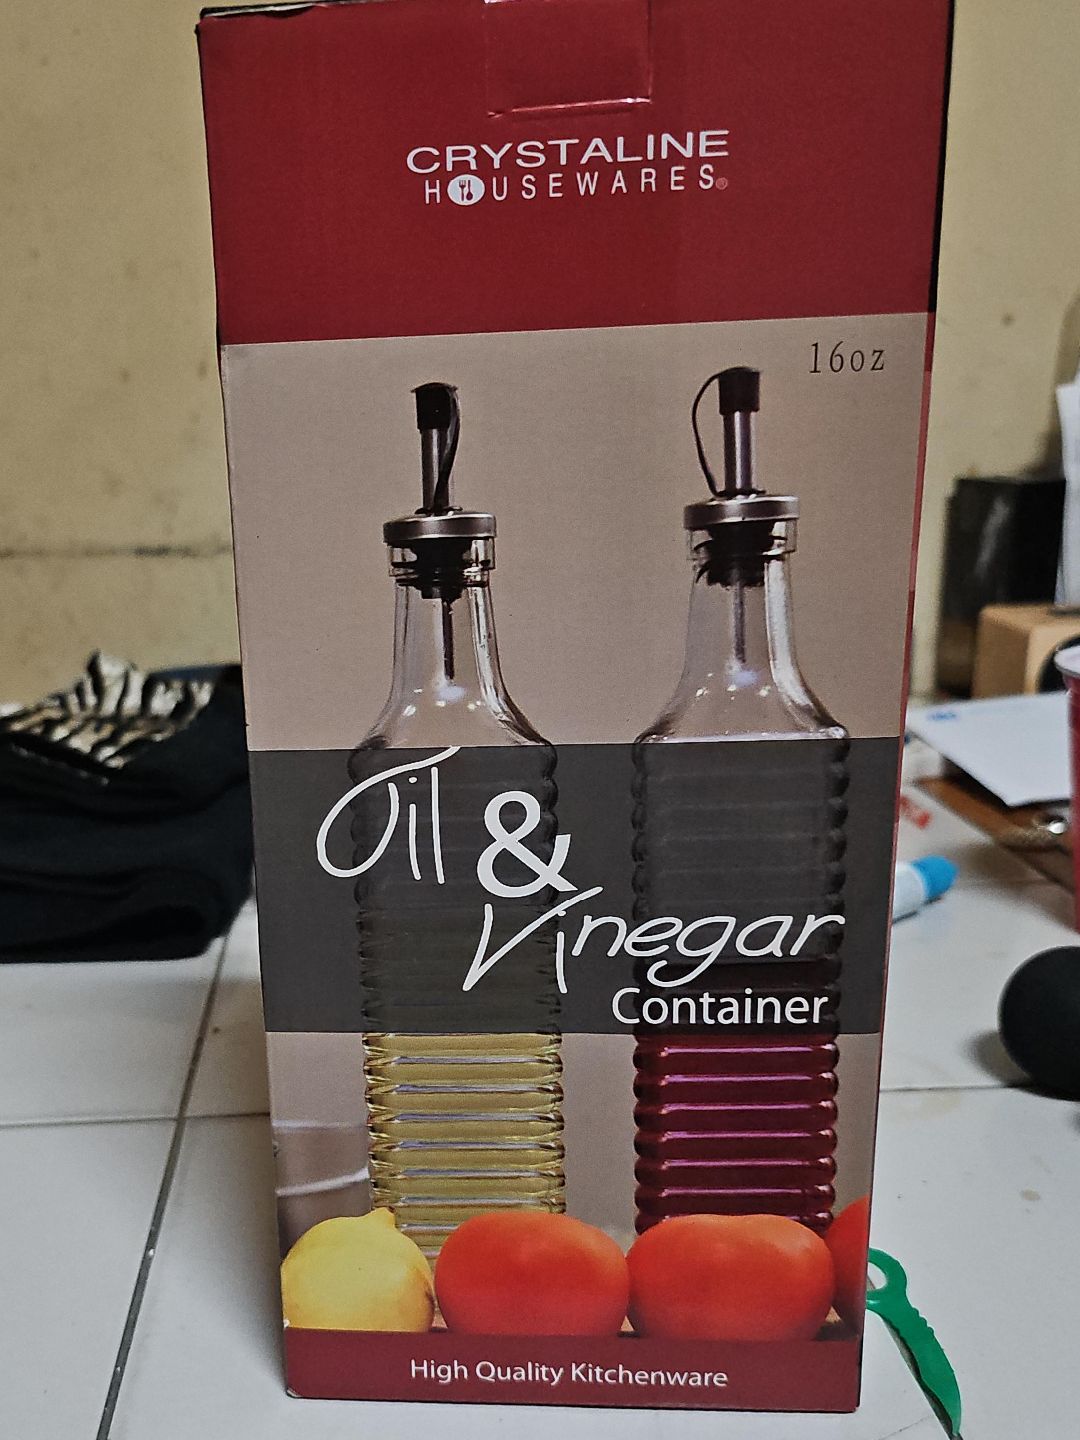 CRYSTALINE
HOUSEWARES®
16oz
Oil
&
Vinegar
Container
High Quality Kitchenware